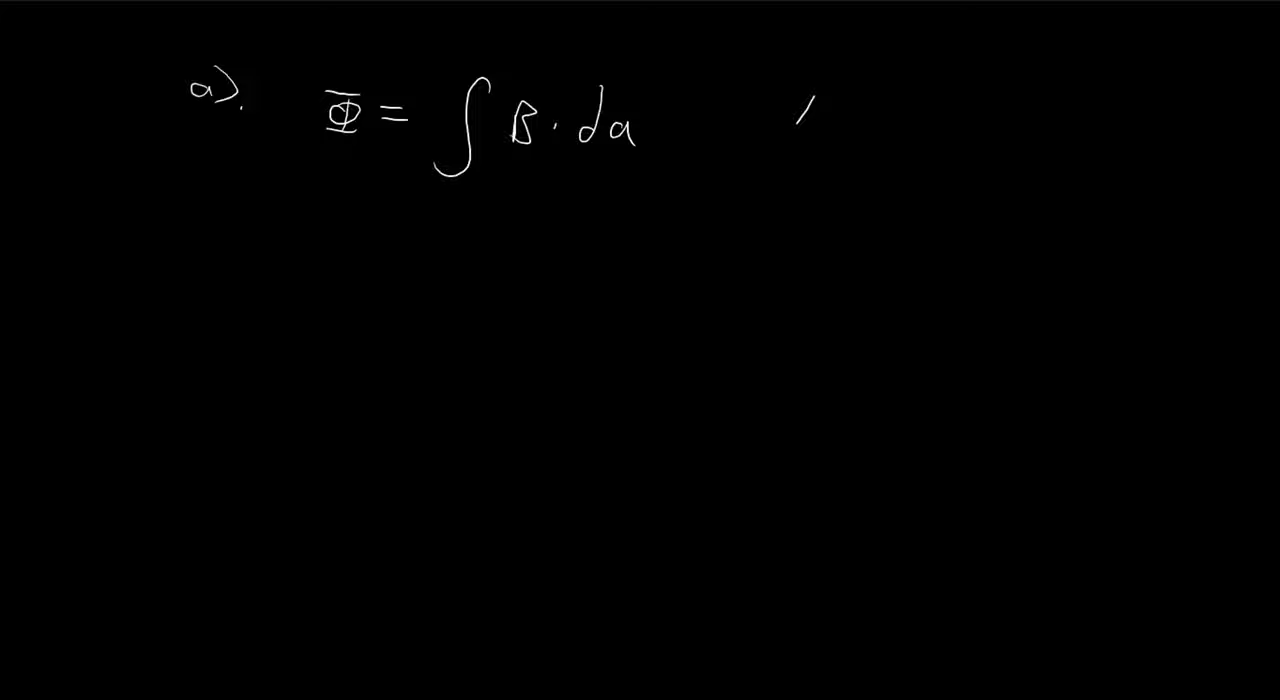 a). Φ = ∫ B · da